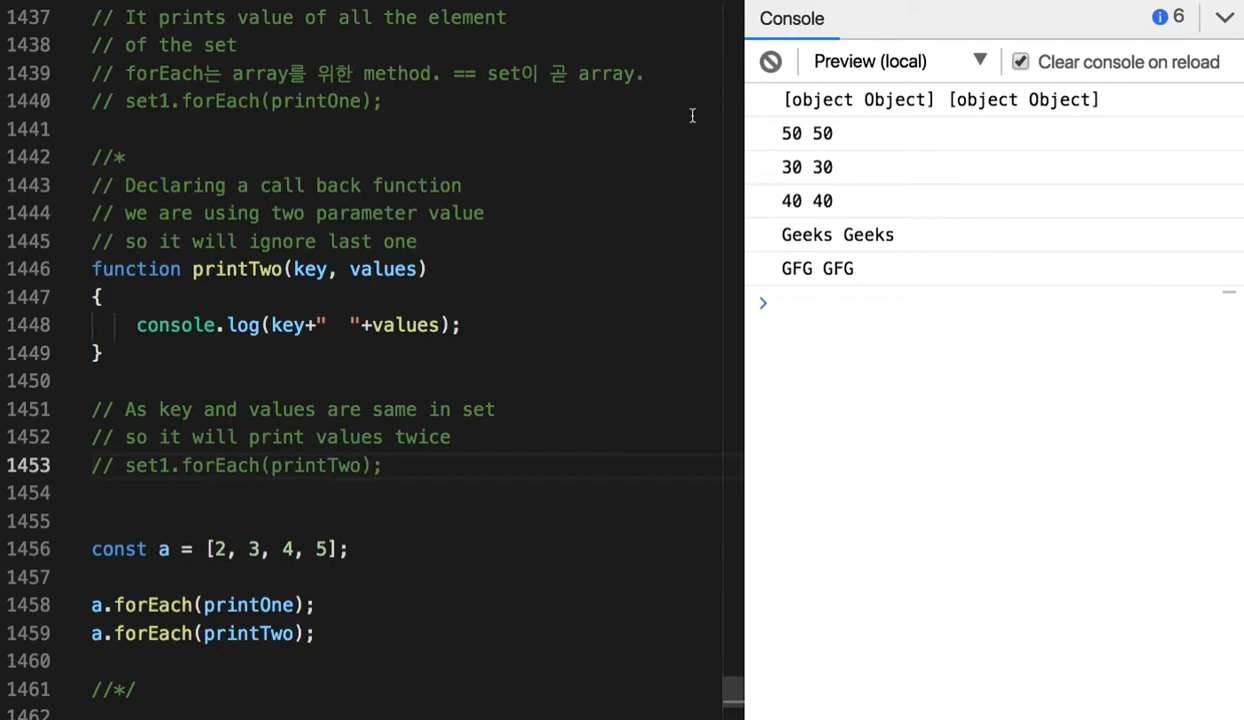 1437 // It prints value of all the element
1438 // of the set
1439 // forEach는 array를 위한 method. == set이 곧 array.
1440 // set1.forEach(printOne);
1441
1442 //*
1443 // Declaring a call back function
1444 // we are using two parameter value
1445 // so it will ignore last one
1446 function printTwo(key, values)
1447 {
1448 console.log(key+"  "+values);
1449 }
1450
1451 // As key and values are same in set
1452 // so it will print values twice
1453 // set1.forEach(printTwo);
1454
1455
1456 const a = [2, 3, 4, 5];
1457
1458 a.forEach(printOne);
1459 a.forEach(printTwo);
1460
1461 //*/
1462
Console 6
Preview (local) Clear console on reload
[object Object] [object Object]
50 50
30 30
40 40
Geeks Geeks
GFG GFG